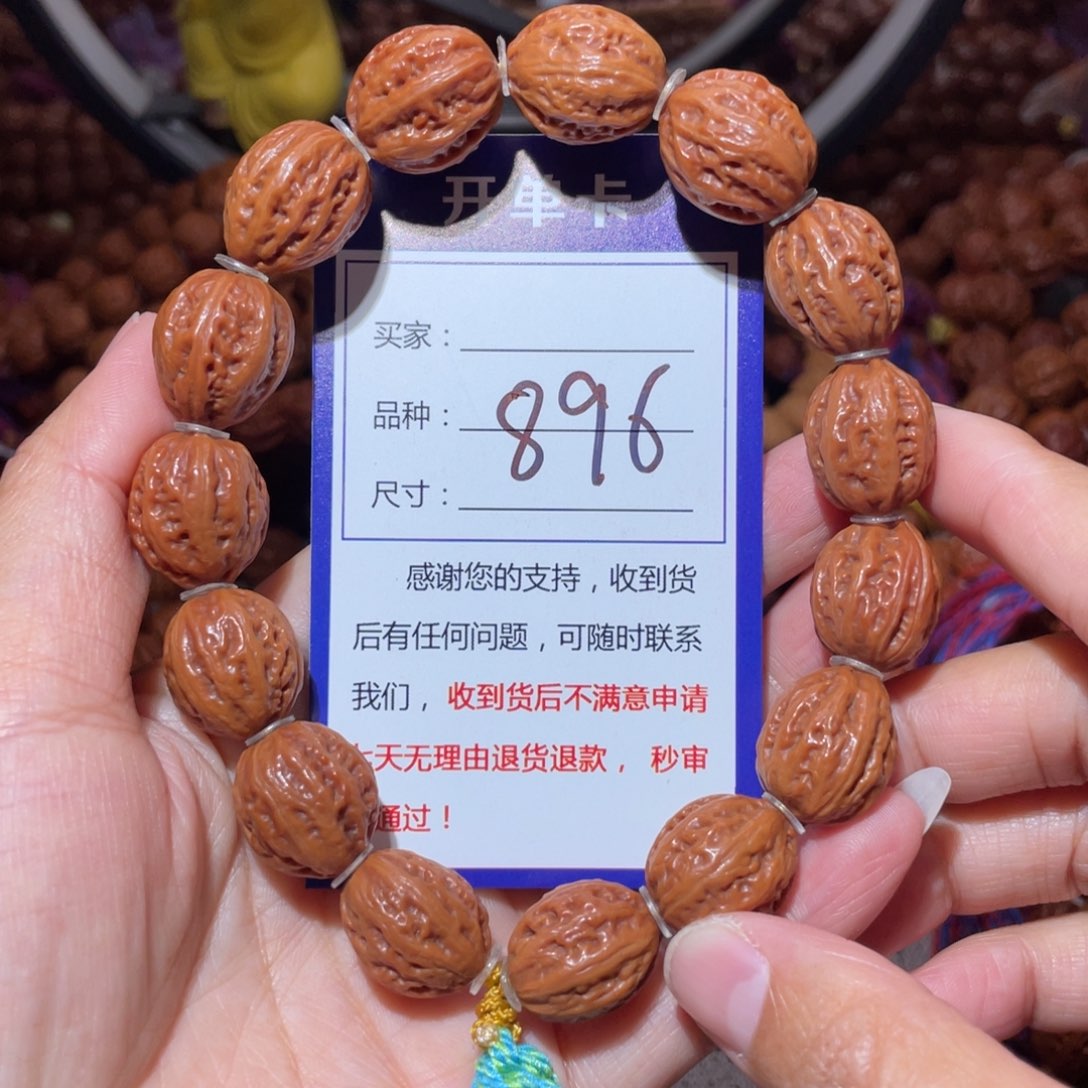 开单卡
买家：
品种：
896
尺寸：
感谢您的支持，收到货
后有任何问题，可随时联系
我们，收到货后不满意申请
七天无理由退货退款，秒审
通过！